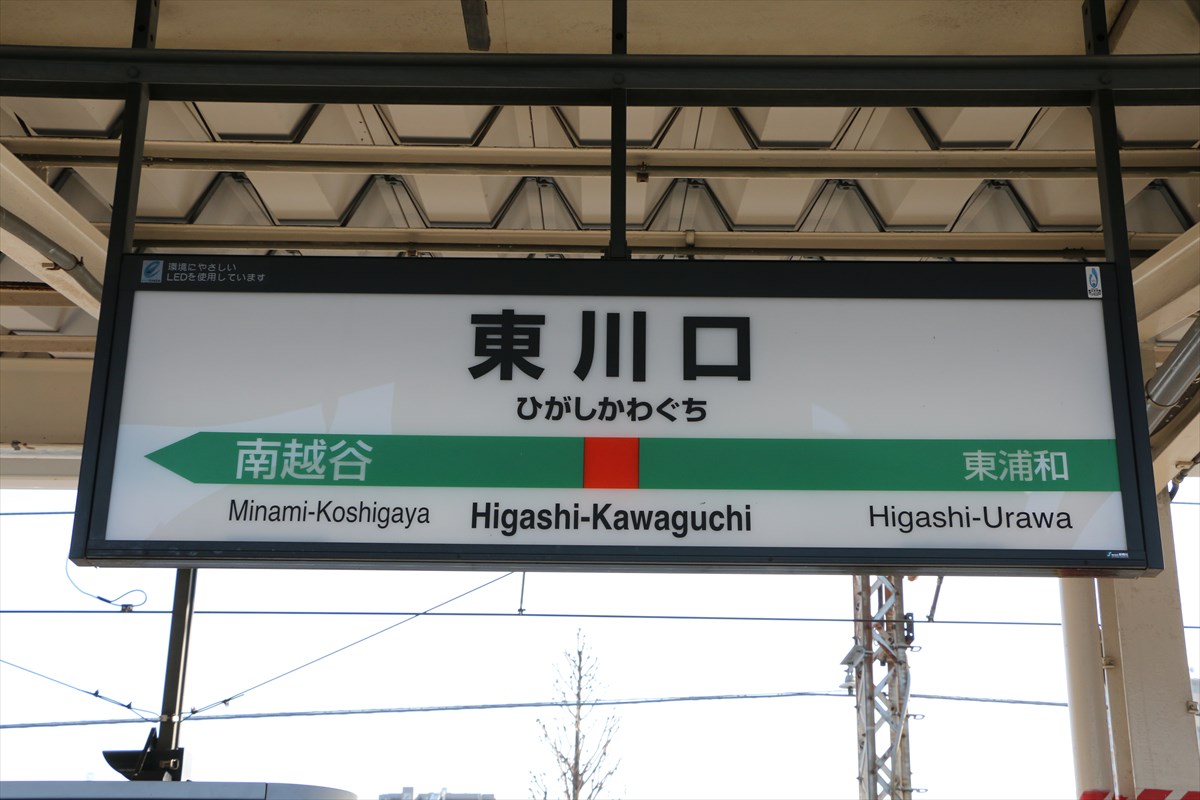 環境にやさしい
LEDを使用しています
東川口
ひがしかわぐち
南越谷
東浦和
Minami-Koshigaya
Higashi-Kawaguchi
Higashi-Urawa